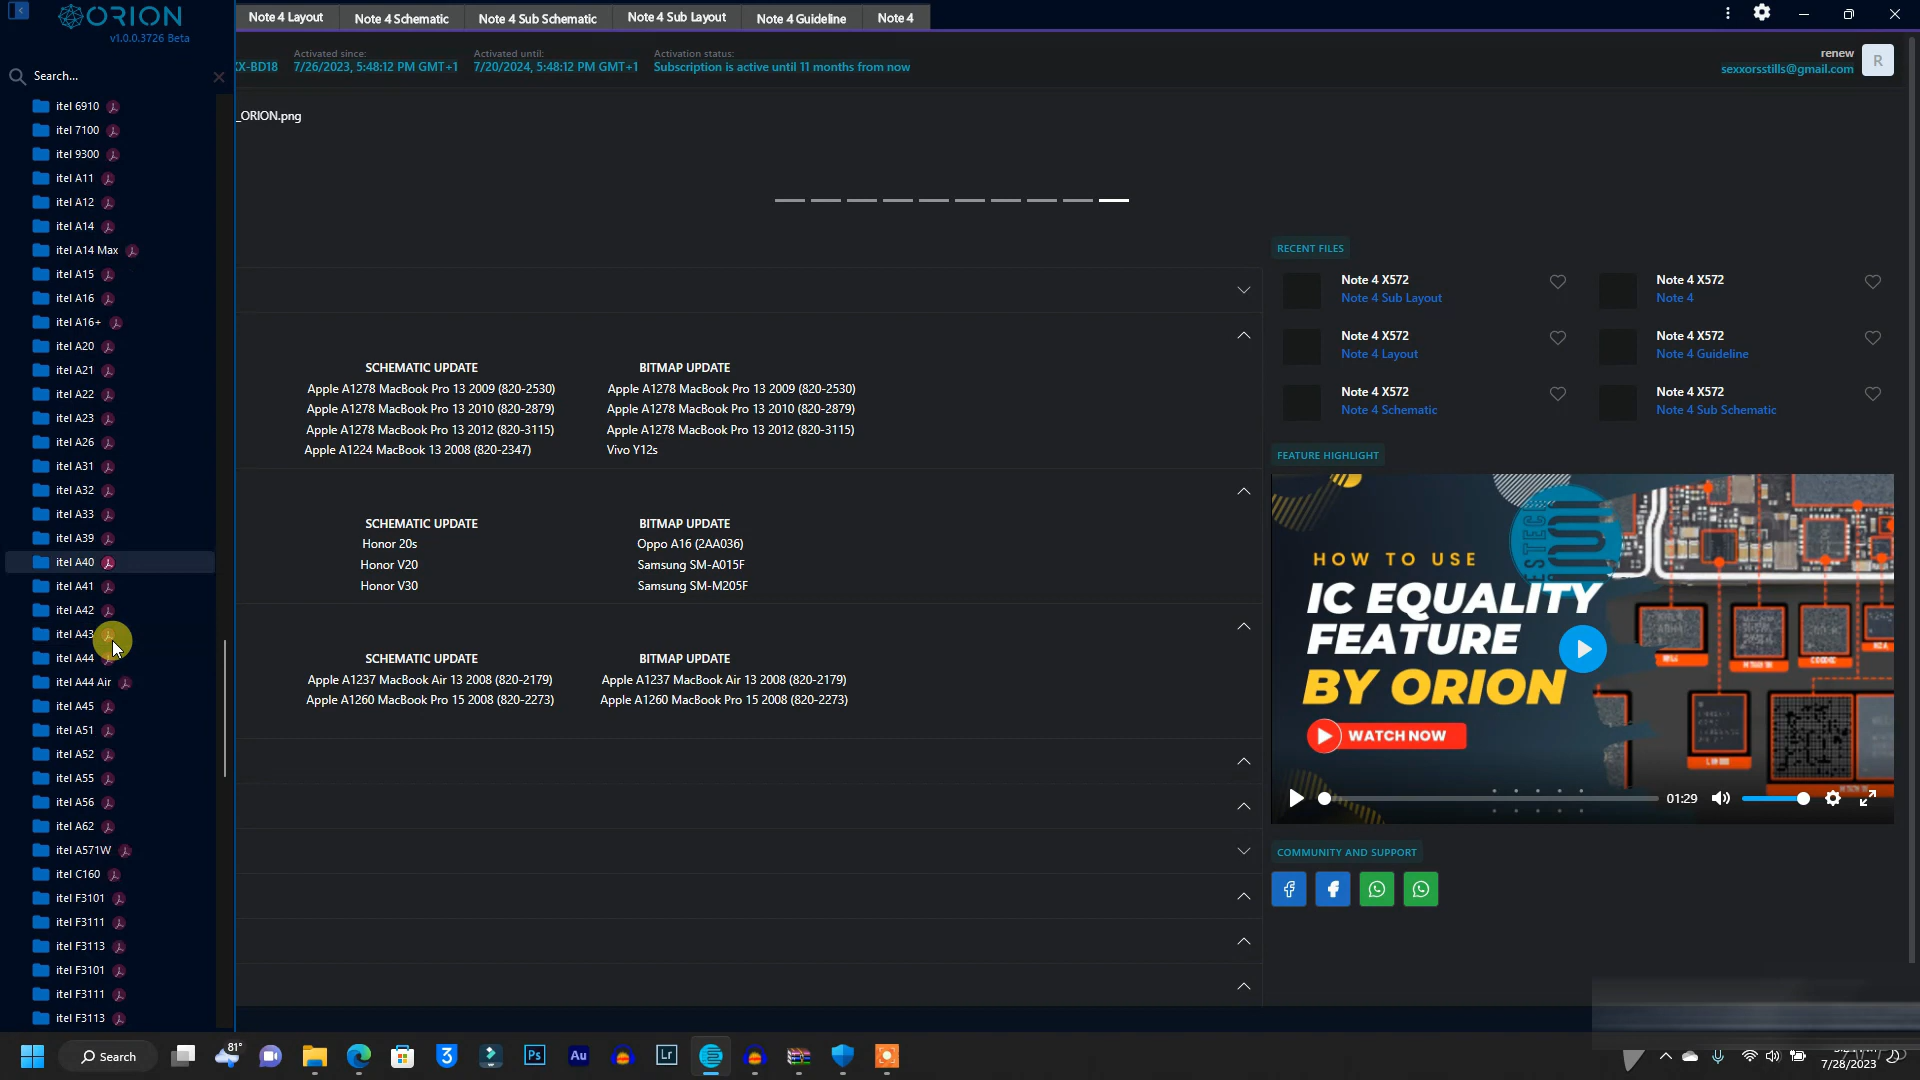 ORION
v1.0.0.3726 Beta
Note 4 Layout
Note 4 Schematic
Note 4 Sub Schematic
Note 4 Sub Layout
Note 4 Guideline
Note 4
Search...
XX-BD18
Activated since:
7/26/2023, 5:48:12 PM GMT+1
Activated until:
7/20/2024, 5:48:12 PM GMT+1
Activation status:
Subscription is active until 11 months from now
renew
sexxorsstills@gmail.com
R
_ORION.png
itel 6910
itel 7100
itel 9300
itel A11
itel A12
itel A14
itel A14 Max
itel A15
itel A16
itel A16+
itel A20
itel A21
itel A22
itel A23
itel A26
itel A31
itel A32
itel A33
itel A39
itel A40
itel A41
itel A42
itel A43
itel A44
itel A44 Air
itel A45
itel A51
itel A52
itel A55
itel A56
itel A62
itel A571W
itel C160
itel F3101
itel F3111
itel F3113
itel F3101
itel F3111
itel F3113
SCHEMATIC UPDATE
Apple A1278 MacBook Pro 13 2009 (820-2530)
Apple A1278 MacBook Pro 13 2010 (820-2879)
Apple A1278 MacBook Pro 13 2012 (820-3115)
Apple A1224 MacBook 13 2008 (820-2347)
BITMAP UPDATE
Apple A1278 MacBook Pro 13 2009 (820-2530)
Apple A1278 MacBook Pro 13 2010 (820-2879)
Apple A1278 MacBook Pro 13 2012 (820-3115)
Vivo Y12s
SCHEMATIC UPDATE
Honor 20s
Honor V20
Honor V30
BITMAP UPDATE
Oppo A16 (2AA036)
Samsung SM-A015F
Samsung SM-M205F
SCHEMATIC UPDATE
Apple A1237 MacBook Air 13 2008 (820-2179)
Apple A1260 MacBook Pro 15 2008 (820-2273)
BITMAP UPDATE
Apple A1237 MacBook Air 13 2008 (820-2179)
Apple A1260 MacBook Pro 15 2008 (820-2273)
RECENT FILES
Note 4 X572
Note 4 Sub Layout
Note 4 X572
Note 4
Note 4 X572
Note 4 Layout
Note 4 X572
Note 4 Guideline
Note 4 X572
Note 4 Schematic
Note 4 X572
Note 4 Sub Schematic
FEATURE HIGHLIGHT
HOW TO USE
IC EQUALITY
FEATURE
BY ORION
WATCH NOW
ESTEC
01:29
COMMUNITY AND SUPPORT
Search
81°
3
Ps
Au
Lr
7/28/2023